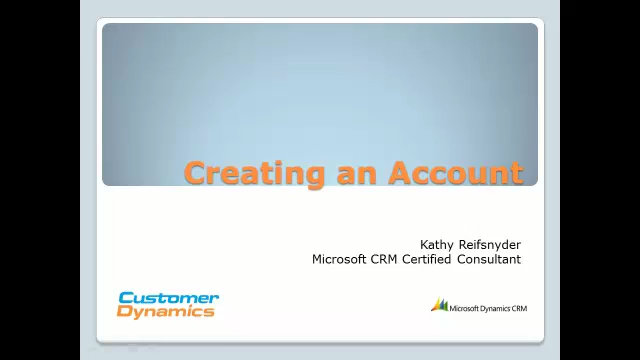 Creating an Account
Kathy Reifsnyder
Microsoft CRM Certified Consultant
Customer
Dynamics
Microsoft Dynamics CRM